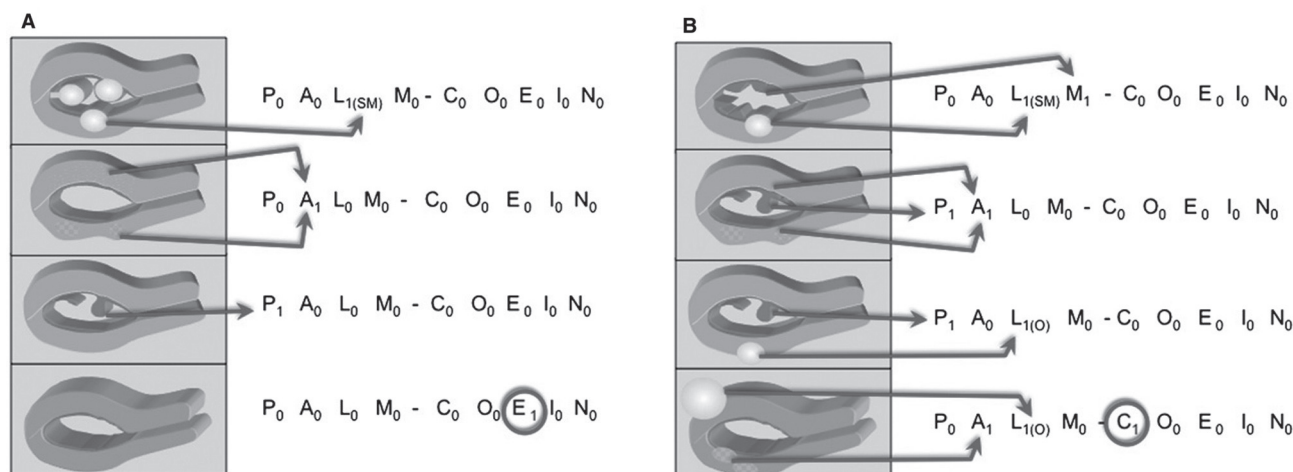 A
P₀ A₀ L₁(SM) M₀ - C₀ O₀ E₀ I₀ N₀
P₀ A₁ L₀ M₀ - C₀ O₀ E₀ I₀ N₀
P₁ A₀ L₀ M₀ - C₀ O₀ E₀ I₀ N₀
P₀ A₀ L₀ M₀ - C₀ O₀ E₁ I₀ N₀
B
P₀ A₀ L₁(SM) M₁ - C₀ O₀ E₀ I₀ N₀
P₁ A₁ L₀ M₀ - C₀ O₀ E₀ I₀ N₀
P₁ A₀ L₁(O) M₀ - C₀ O₀ E₀ I₀ N₀
P₀ A₁ L₁(O) M₀ - C₁ O₀ E₀ I₀ N₀